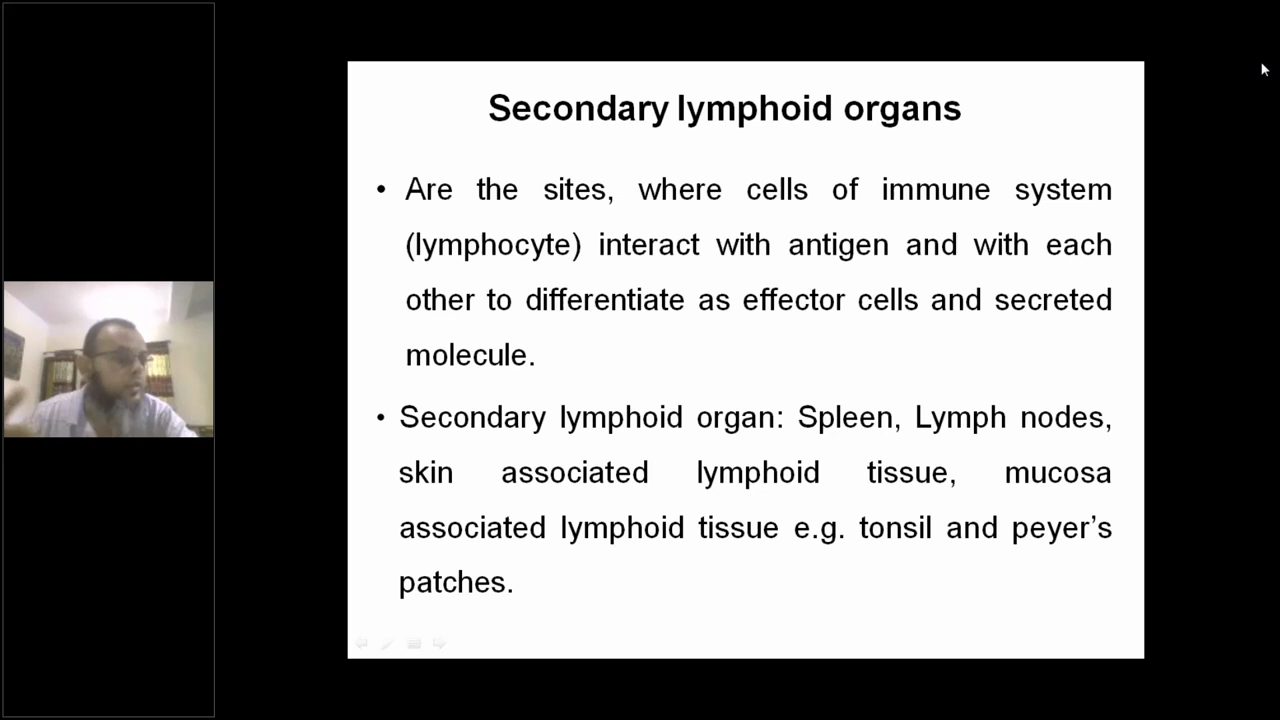 Secondary lymphoid organs
• Are the sites, where cells of immune system
(lymphocyte) interact with antigen and with each
other to differentiate as effector cells and secreted
molecule.
• Secondary lymphoid organ: Spleen, Lymph nodes,
skin associated lymphoid tissue, mucosa
associated lymphoid tissue e.g. tonsil and peyer’s
patches.